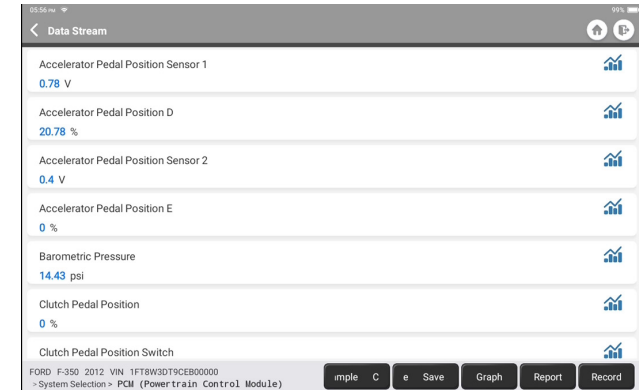 05:56 PM
99%
Data Stream
Accelerator Pedal Position Sensor 1
0.78 V
Accelerator Pedal Position D
20.78 %
Accelerator Pedal Position Sensor 2
0.4 V
Accelerator Pedal Position E
0 %
Barometric Pressure
14.43 psi
Clutch Pedal Position
0 %
Clutch Pedal Position Switch
FORD F-350 2012 VIN 1FT8W3DT9CEB00000
> System Selection > PCM (Powertrain Control Module)
ımple C
e Save
Graph
Report
Record